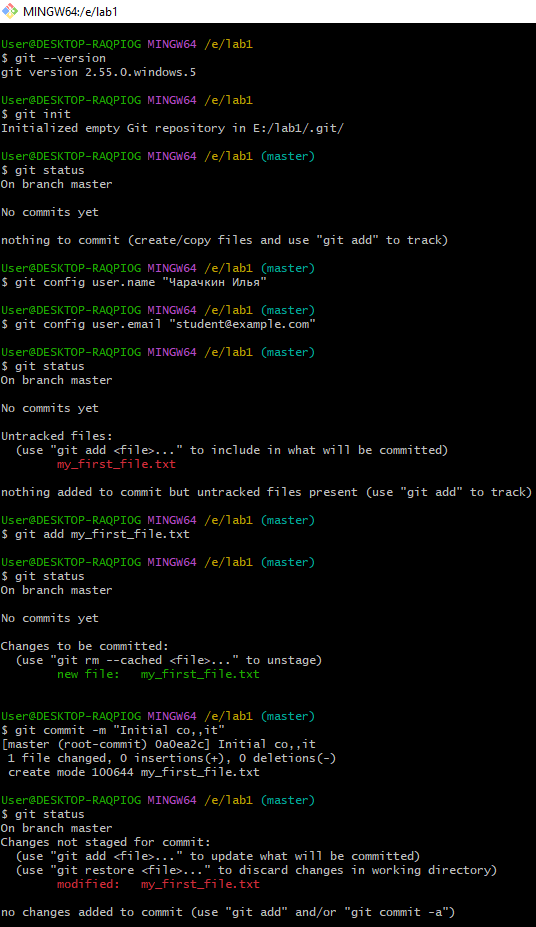 MINGW64:/e/lab1
User@DESKTOP-RAQPIOG MINGW64 /e/lab1
$ git --version
git version 2.55.0.windows.5
User@DESKTOP-RAQPIOG MINGW64 /e/lab1
$ git init
Initialized empty Git repository in E:/lab1/.git/
User@DESKTOP-RAQPIOG MINGW64 /e/lab1 (master)
$ git status
On branch master
No commits yet
nothing to commit (create/copy files and use "git add" to track)
User@DESKTOP-RAQPIOG MINGW64 /e/lab1 (master)
$ git config user.name "Чарачкин Илья"
User@DESKTOP-RAQPIOG MINGW64 /e/lab1 (master)
$ git config user.email "student@example.com"
User@DESKTOP-RAQPIOG MINGW64 /e/lab1 (master)
$ git status
On branch master
No commits yet
Untracked files:
  (use "git add <file>..." to include in what will be committed)
        my_first_file.txt
nothing added to commit but untracked files present (use "git add" to track)
User@DESKTOP-RAQPIOG MINGW64 /e/lab1 (master)
$ git add my_first_file.txt
User@DESKTOP-RAQPIOG MINGW64 /e/lab1 (master)
$ git status
On branch master
No commits yet
Changes to be committed:
  (use "git rm --cached <file>..." to unstage)
        new file:   my_first_file.txt
User@DESKTOP-RAQPIOG MINGW64 /e/lab1 (master)
$ git commit -m "Initial co,,it"
[master (root-commit) 0a0ea2c] Initial co,,it
 1 file changed, 0 insertions(+), 0 deletions(-)
 create mode 100644 my_first_file.txt
User@DESKTOP-RAQPIOG MINGW64 /e/lab1 (master)
$ git status
On branch master
Changes not staged for commit:
  (use "git add <file>..." to update what will be committed)
  (use "git restore <file>..." to discard changes in working directory)
        modified:   my_first_file.txt
no changes added to commit (use "git add" and/or "git commit -a")